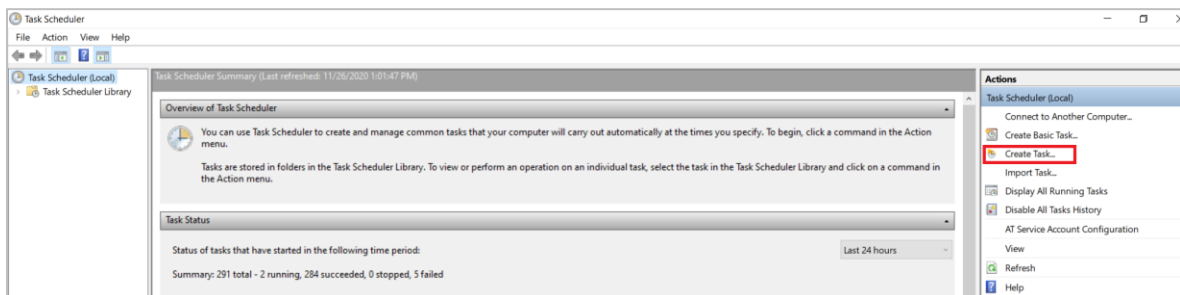 Task Scheduler
File Action View Help
Task Scheduler (Local)
Task Scheduler Library
Task Scheduler Summary (Last refreshed: 11/26/2020 1:01:47 PM)
Overview of Task Scheduler
You can use Task Scheduler to create and manage common tasks that your computer will carry out automatically at the times you specify. To begin, click a command in the Action
menu.
Tasks are stored in folders in the Task Scheduler Library. To view or perform an operation on an individual task, select the task in the Task Scheduler Library and click on a command in
the Action menu.
Task Status
Status of tasks that have started in the following time period:
Last 24 hours
Summary: 291 total - 2 running, 284 succeeded, 0 stopped, 5 failed
Actions
Task Scheduler (Local)
Connect to Another Computer...
Create Basic Task...
Create Task...
Import Task...
Display All Running Tasks
Disable All Tasks History
AT Service Account Configuration
View
Refresh
Help